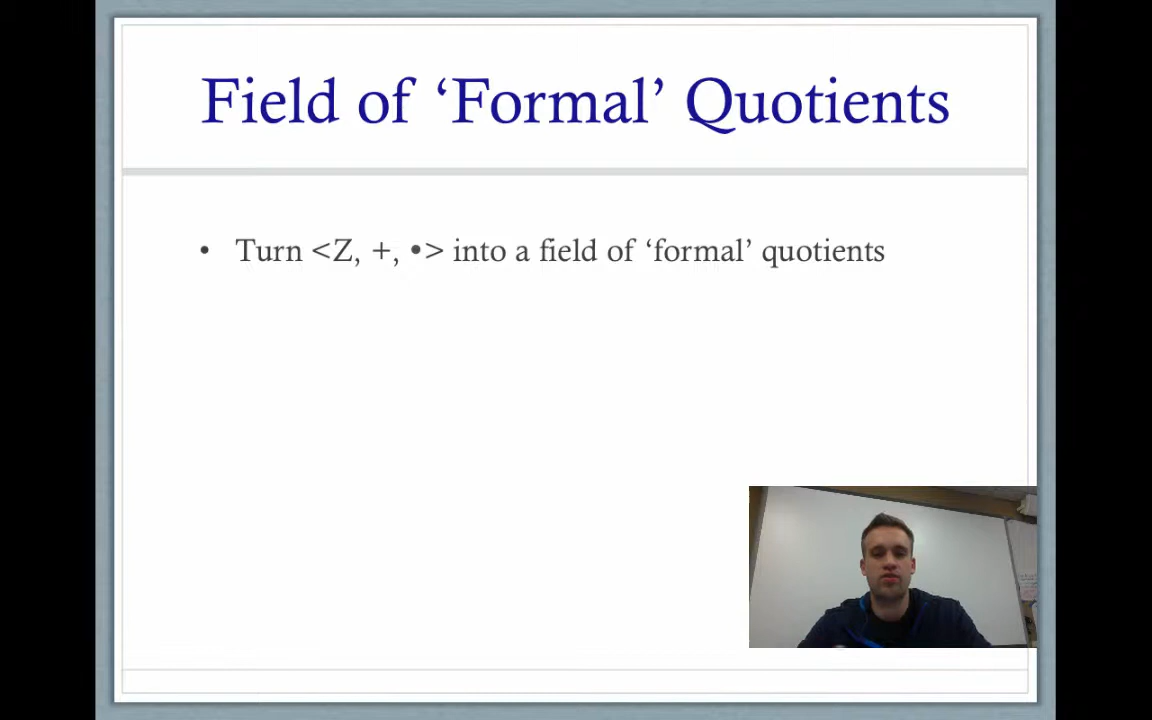 Field of ‘Formal’ Quotients
• Turn <Z, +, •> into a field of ‘formal’ quotients